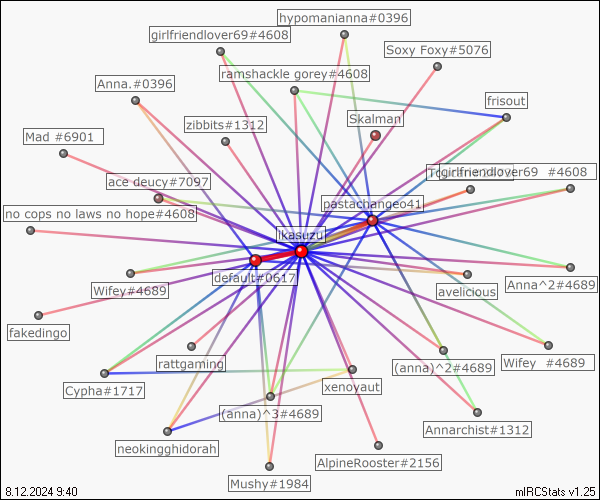 hypomanianna#0396
girlfriendlover69#4608
Soxy Foxy#5076
ramshackle gorey#4608
Anna.#0396
frisout
Skalman
zibbits#1312
Mad #6901
girlfriendlover69 #4608
ace deucy#7097
pastachangeo41
no cops no laws no hope#4608
ikasuzu
default#0617
Anna^2#4689
Wifey#4689
avelicious
fakedingo
rattgaming
(anna)^2#4689
Wifey #4689
Cypha#1717
xenoyaut
(anna)^3#4689
Annarchist#1312
neokingghidorah
AlpineRooster#2156
Mushy#1984
8.12.2024 9:40
mIRCStats v1.25